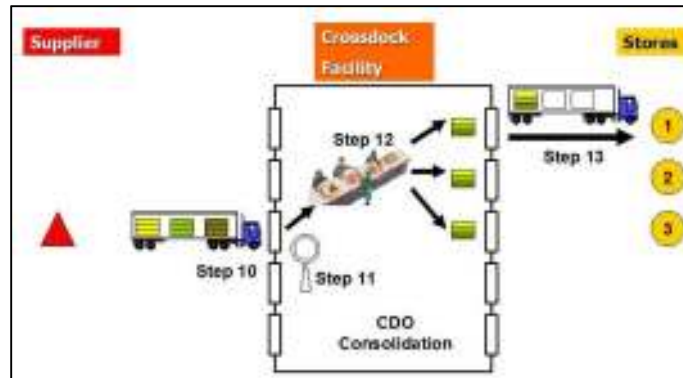 Supplier
Crossdock
Facility
Stores
Step 12
1
Step 13
2
3
Step 10
Step 11
CDO
Consolidation